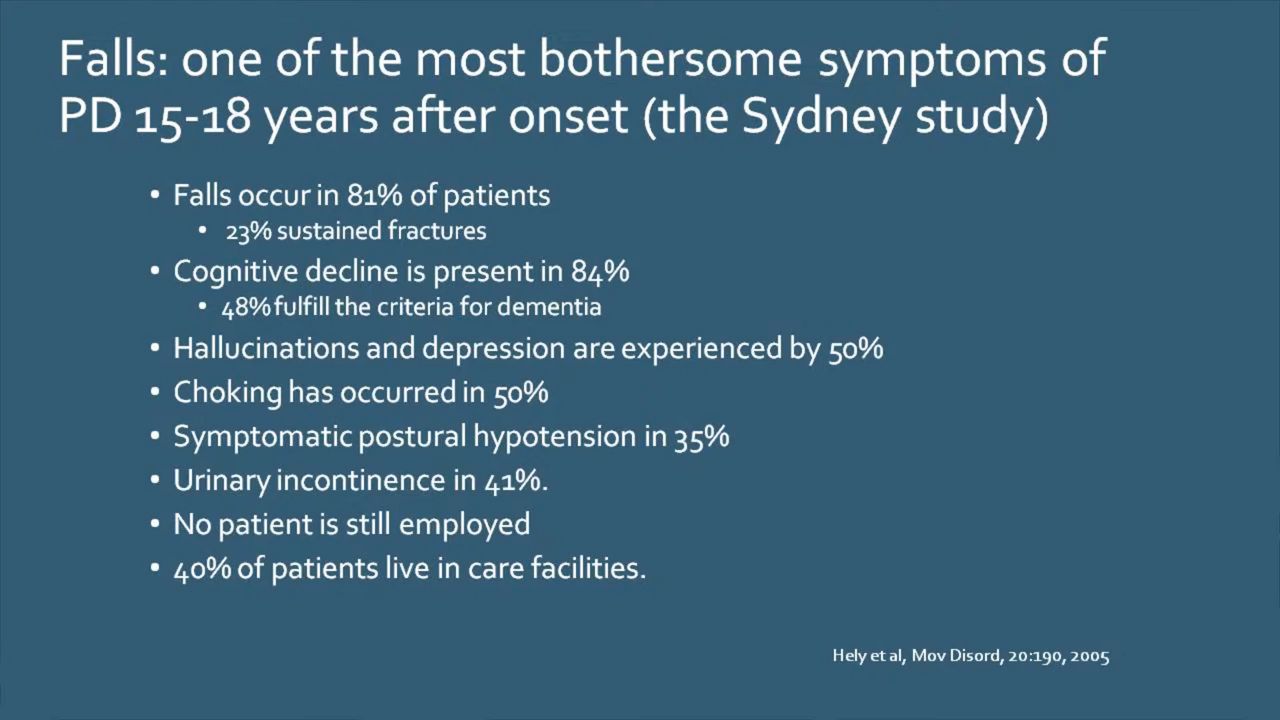 Falls: one of the most bothersome symptoms of
PD 15-18 years after onset (the Sydney study)
• Falls occur in 81% of patients
• 23% sustained fractures
• Cognitive decline is present in 84%
• 48% fulfill the criteria for dementia
• Hallucinations and depression are experienced by 50%
• Choking has occurred in 50%
• Symptomatic postural hypotension in 35%
• Urinary incontinence in 41%.
• No patient is still employed
• 40% of patients live in care facilities.
Hely et al, Mov Disord, 20:190, 2005